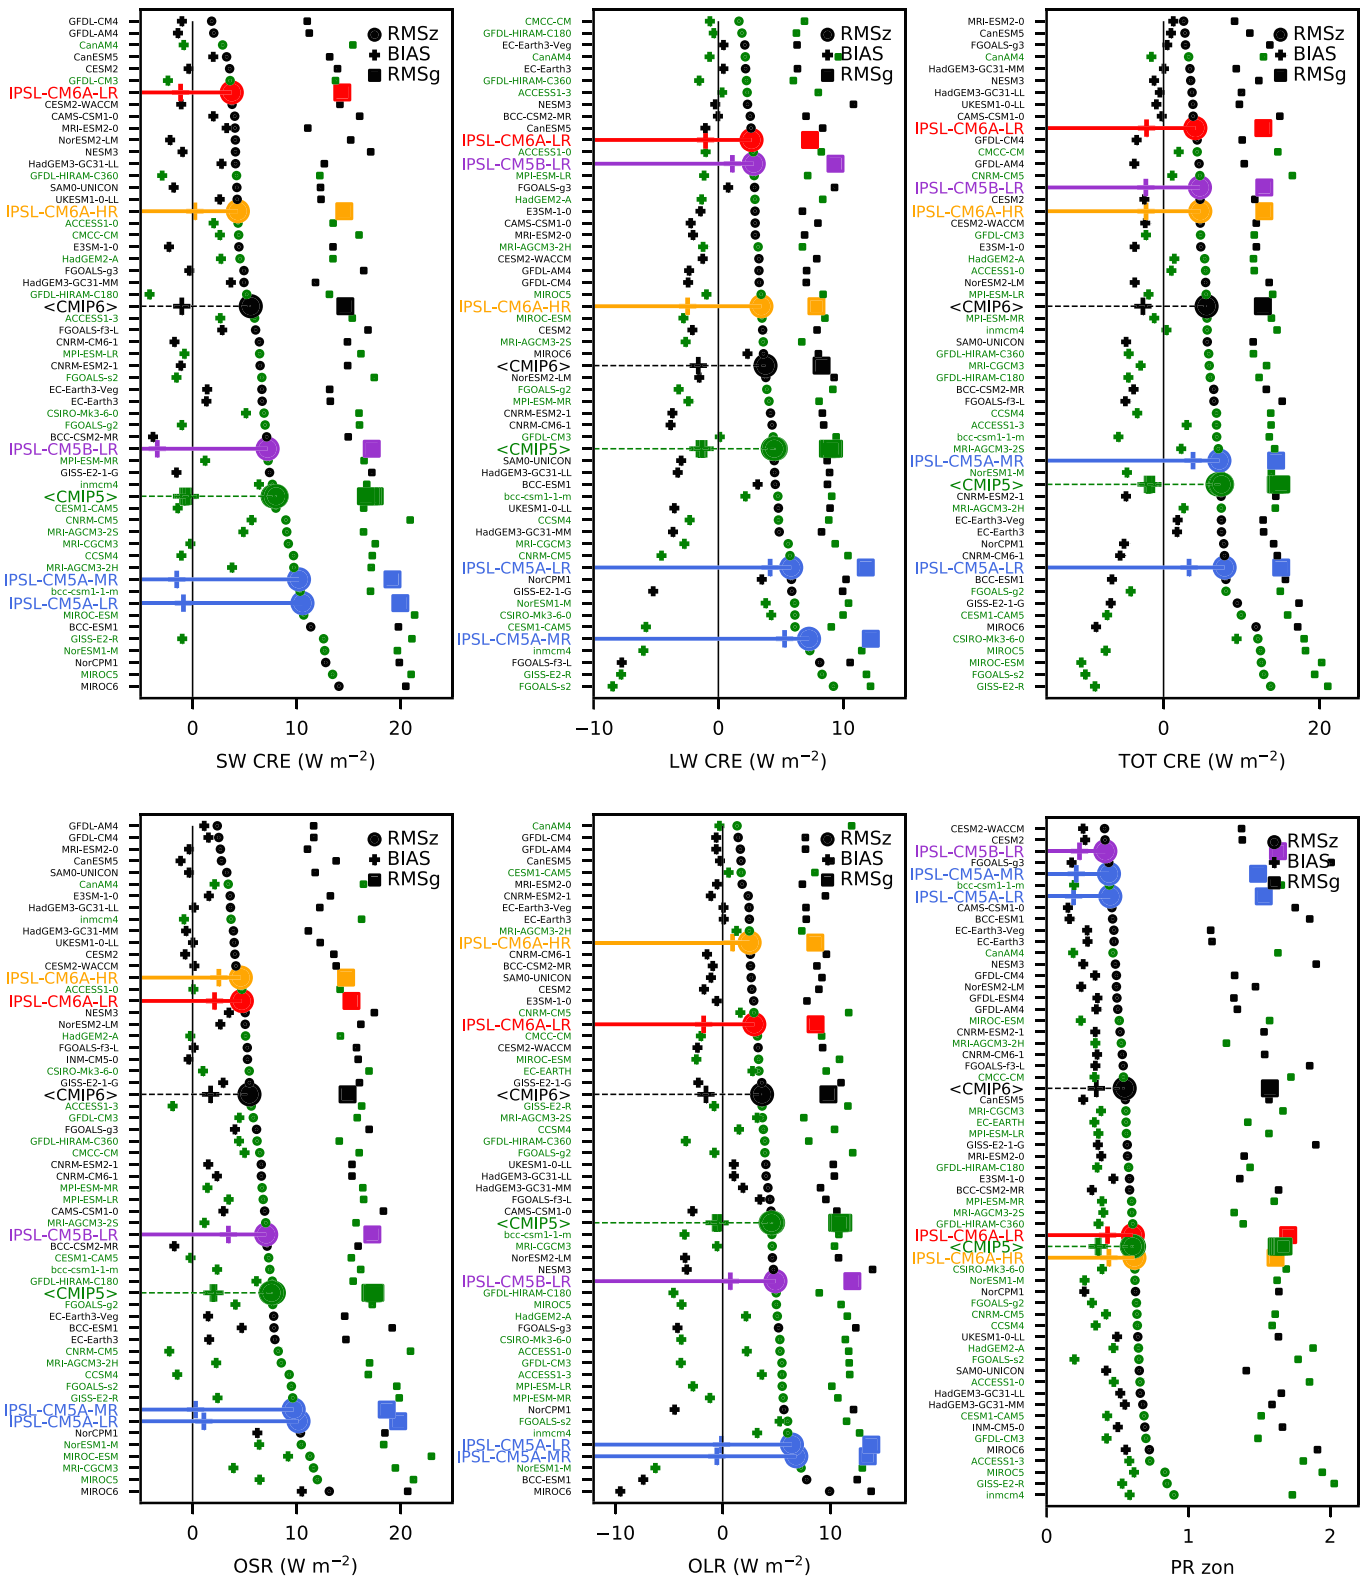 GFDL-CM4
GFDL-AM4
CanAM4
CanESM5
CESM2
GFDL-CM3
IPSL-CM6A-LR
CESM2-WACCM
CAMS-CSM1-0
MRI-ESM2-0
NorESM2-LM
NESM3
HadGEM3-GC31-LL
GFDL-HIRAM-C360
SAM0-UNICON
UKESM1-0-LL
IPSL-CM6A-HR
ACCESS1-0
CMCC-CM
E3SM-1-0
HadGEM2-A
FGOALS-g3
HadGEM3-GC31-MM
GFDL-HIRAM-C180
<CMIP6>
ACCESS1-3
FGOALS-f3-L
CNRM-CM6-1
MPI-ESM-LR
CNRM-ESM2-1
FGOALS-s2
EC-Earth3-Veg
EC-Earth3
CSIRO-Mk3-6-0
FGOALS-g2
BCC-CSM2-MR
IPSL-CM5B-LR
MPI-ESM-MR
GISS-E2-1-G
inmcm4
<CMIP5>
CESM1-CAM5
CNRM-CM5
MRI-AGCM3-2S
MRI-CGCM3
CCSM4
MRI-AGCM3-2H
IPSL-CM5A-MR
bcc-csm1-1-m
IPSL-CM5A-LR
MIROC-ESM
BCC-ESM1
GISS-E2-R
NorESM1-M
NorCPM1
MIROC5
MIROC6
RMSz
BIAS
RMSg
0 10 20
SW CRE (W m−2)
CMCC-CM
GFDL-HIRAM-C180
EC-Earth3-Veg
CanAM4
EC-Earth3
GFDL-HIRAM-C360
ACCESS1-3
NESM3
BCC-CSM2-MR
CanESM5
IPSL-CM6A-LR
ACCESS1-0
IPSL-CM5B-LR
MPI-ESM-LR
FGOALS-g3
HadGEM2-A
E3SM-1-0
CAMS-CSM1-0
MRI-ESM2-0
MRI-AGCM3-2H
CESM2-WACCM
GFDL-AM4
GFDL-CM4
MIROC5
IPSL-CM6A-HR
MIROC-ESM
CESM2
MRI-AGCM3-2S
MIROC6
<CMIP6>
NorESM2-LM
FGOALS-g2
MPI-ESM-MR
CNRM-ESM2-1
CNRM-CM6-1
GFDL-CM3
<CMIP5>
SAM0-UNICON
HadGEM3-GC31-LL
BCC-ESM1
bcc-csm1-1-m
UKESM1-0-LL
CCSM4
HadGEM3-GC31-MM
MRI-CGCM3
CNRM-CM5
IPSL-CM5A-LR
NorCPM1
GISS-E2-1-G
NorESM1-M
CSIRO-Mk3-6-0
CESM1-CAM5
IPSL-CM5A-MR
inmcm4
FGOALS-f3-L
GISS-E2-R
FGOALS-s2
RMSz
BIAS
RMSg
−10 0 10
LW CRE (W m−2)
MRI-ESM2-0
CanESM5
FGOALS-g3
CanAM4
HadGEM3-GC31-MM
NESM3
HadGEM3-GC31-LL
UKESM1-0-LL
CAMS-CSM1-0
IPSL-CM6A-LR
GFDL-CM4
CMCC-CM
GFDL-AM4
CNRM-CM5
IPSL-CM5B-LR
CESM2
IPSL-CM6A-HR
CESM2-WACCM
GFDL-CM3
E3SM-1-0
HadGEM2-A
ACCESS1-0
NorESM2-LM
MPI-ESM-LR
<CMIP6>
MPI-ESM-MR
inmcm4
SAM0-UNICON
GFDL-HIRAM-C360
MRI-CGCM3
GFDL-HIRAM-C180
BCC-CSM2-MR
FGOALS-f3-L
CCSM4
ACCESS1-3
bcc-csm1-1-m
MRI-AGCM3-2S
IPSL-CM5A-MR
NorESM1-M
<CMIP5>
CNRM-ESM2-1
MRI-AGCM3-2H
EC-Earth3-Veg
EC-Earth3
NorCPM1
CNRM-CM6-1
IPSL-CM5A-LR
BCC-ESM1
FGOALS-g2
GISS-E2-1-G
CESM1-CAM5
MIROC6
CSIRO-Mk3-6-0
MIROC5
MIROC-ESM
FGOALS-s2
GISS-E2-R
RMSz
BIAS
RMSg
0 10 20
TOT CRE (W m−2)
GFDL-AM4
GFDL-CM4
MRI-ESM2-0
CanESM5
SAM0-UNICON
CanAM4
E3SM-1-0
HadGEM3-GC31-LL
inmcm4
HadGEM3-GC31-MM
UKESM1-0-LL
CESM2
CESM2-WACCM
IPSL-CM6A-HR
ACCESS1-0
IPSL-CM6A-LR
NESM3
NorESM2-LM
HadGEM2-A
FGOALS-f3-L
INM-CM5-0
CSIRO-Mk3-6-0
GISS-E2-1-G
<CMIP6>
ACCESS1-3
GFDL-CM3
FGOALS-g3
GFDL-HIRAM-C360
CMCC-CM
CNRM-ESM2-1
CNRM-CM6-1
MPI-ESM-MR
MPI-ESM-LR
CAMS-CSM1-0
MRI-AGCM3-2S
IPSL-CM5B-LR
BCC-CSM2-MR
CESM1-CAM5
bcc-csm1-1-m
GFDL-HIRAM-C180
<CMIP5>
FGOALS-g2
EC-Earth3-Veg
BCC-ESM1
EC-Earth3
CNRM-CM5
MRI-AGCM3-2H
CCSM4
FGOALS-s2
GISS-E2-R
IPSL-CM5A-MR
IPSL-CM5A-LR
NorCPM1
NorESM1-M
MIROC-ESM
MRI-CGCM3
MIROC5
MIROC6
RMSz
BIAS
RMSg
0 10 20
OSR (W m−2)
CanAM4
GFDL-CM4
GFDL-AM4
CanESM5
CESM1-CAM5
MRI-ESM2-0
CNRM-ESM2-1
EC-Earth3-Veg
EC-Earth3
MRI-AGCM3-2H
IPSL-CM6A-HR
CNRM-CM6-1
BCC-CSM2-MR
SAM0-UNICON
CESM2
E3SM-1-0
CNRM-CM5
IPSL-CM6A-LR
CMCC-CM
CESM2-WACCM
MIROC-ESM
EC-EARTH
GISS-E2-1-G
<CMIP6>
GISS-E2-R
MRI-AGCM3-2S
CCSM4
GFDL-HIRAM-C360
FGOALS-g2
UKESM1-0-LL
HadGEM3-GC31-LL
HadGEM3-GC31-MM
FGOALS-f3-L
CAMS-CSM1-0
<CMIP5>
bcc-csm1-1-m
MRI-CGCM3
NorESM2-LM
NESM3
IPSL-CM5B-LR
GFDL-HIRAM-C180
MIROC5
HadGEM2-A
FGOALS-g3
CSIRO-Mk3-6-0
ACCESS1-0
GFDL-CM3
ACCESS1-3
MPI-ESM-LR
MPI-ESM-MR
NorCPM1
FGOALS-s2
inmcm4
IPSL-CM5A-LR
IPSL-CM5A-MR
NorESM1-M
BCC-ESM1
MIROC6
RMSz
BIAS
RMSg
−10 0 10
OLR (W m−2)
CESM2-WACCM
CESM2
IPSL-CM5B-LR
FGOALS-g3
IPSL-CM5A-MR
bcc-csm1-1-m
IPSL-CM5A-LR
CAMS-CSM1-0
BCC-ESM1
EC-Earth3-Veg
EC-Earth3
CanAM4
NESM3
GFDL-CM4
NorESM2-LM
GFDL-ESM4
GFDL-AM4
MIROC-ESM
CNRM-ESM2-1
MRI-AGCM3-2H
CNRM-CM6-1
FGOALS-f3-L
CMCC-CM
<CMIP6>
CanESM5
MRI-CGCM3
EC-EARTH
MPI-ESM-LR
GISS-E2-1-G
MRI-ESM2-0
GFDL-HIRAM-C180
E3SM-1-0
BCC-CSM2-MR
MPI-ESM-MR
MRI-AGCM3-2S
GFDL-HIRAM-C360
IPSL-CM6A-LR
<CMIP5>
IPSL-CM6A-HR
CSIRO-Mk3-6-0
NorESM1-M
NorCPM1
FGOALS-g2
CNRM-CM5
CCSM4
UKESM1-0-LL
HadGEM2-A
FGOALS-s2
SAM0-UNICON
ACCESS1-0
HadGEM3-GC31-LL
HadGEM3-GC31-MM
CESM1-CAM5
INM-CM5-0
GFDL-CM3
MIROC6
ACCESS1-3
MIROC5
GISS-E2-R
inmcm4
RMSz
BIAS
RMSg
0 1 2
PR zon